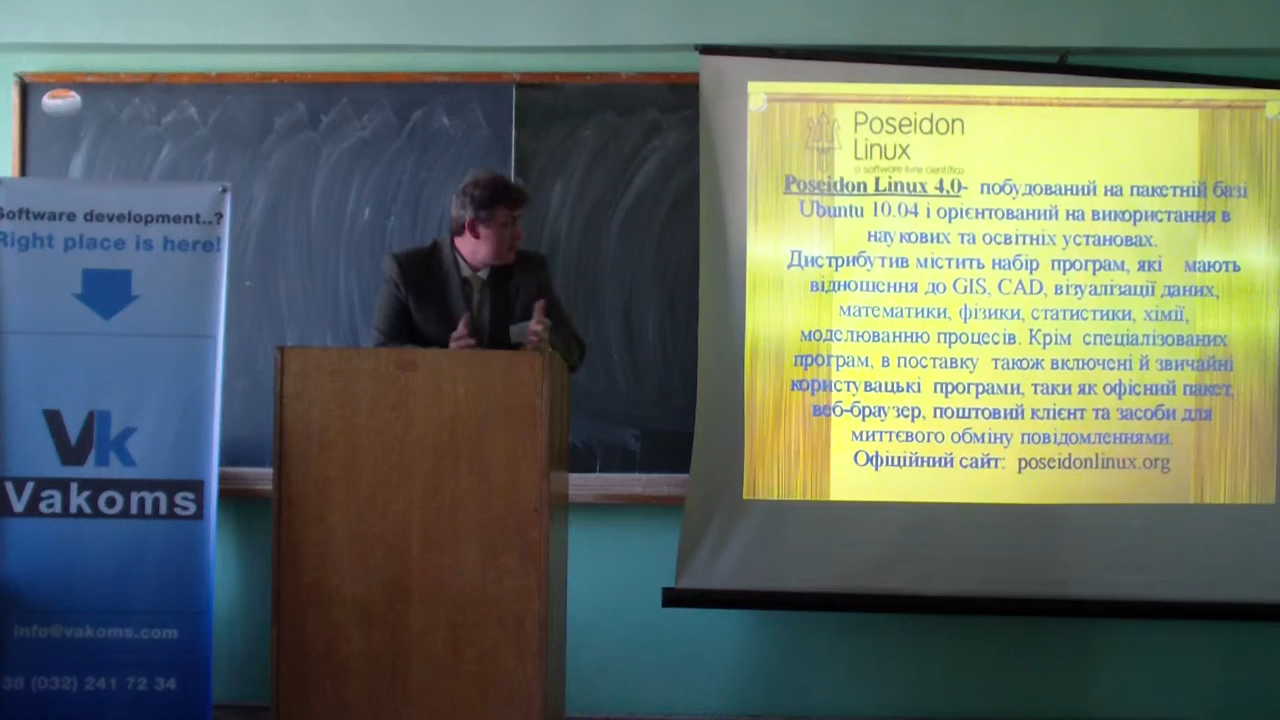 Software development..?
Right place is here!
Vk
Vakoms
info@vakoms.com
38 (032) 241 72 34
Poseidon
Linux
o software livre científico
Poseidon Linux 4.0- побудований на пакетній базі
Ubuntu 10.04 і орієнтований на використання в
наукових та освітніх установах.
Дистрибутив містить набір програм, які мають
відношення до GIS, CAD, візуалізації даних,
математики, фізики, статистики, хімії,
моделюванню процесів. Крім спеціалізованих
програм, в поставку також включені й звичайні
користувацькі програми, таки як офісний пакет,
веб-браузер, поштовий клієнт та засоби для
миттєвого обміну повідомленнями.
Офіційний сайт: poseidonlinux.org